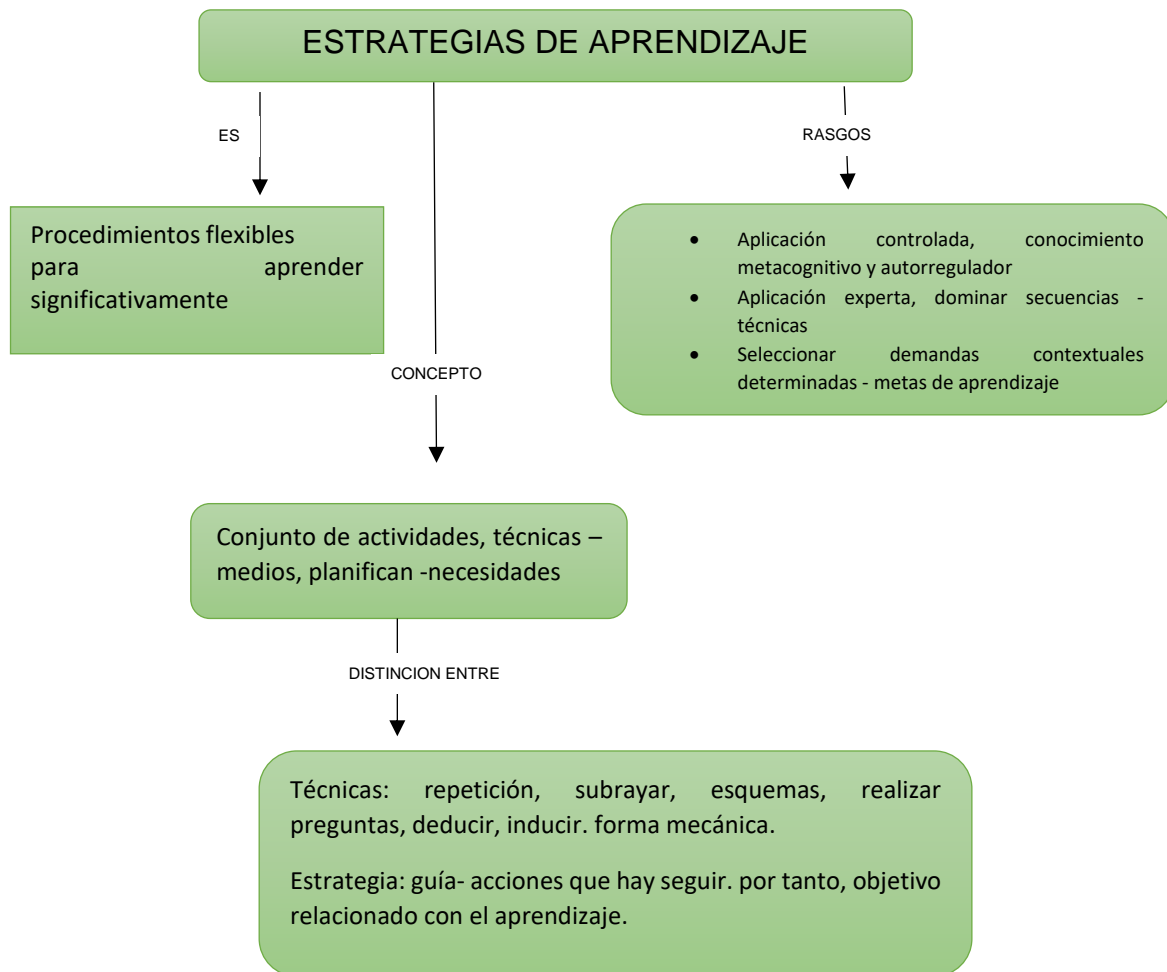 ESTRATEGIAS DE APRENDIZAJE
ES
RASGOS
Procedimientos flexibles
para aprender
significativamente
• Aplicación controlada, conocimiento
metacognitivo y autorregulador
• Aplicación experta, dominar secuencias -
técnicas
• Seleccionar demandas contextuales
determinadas - metas de aprendizaje
CONCEPTO
Conjunto de actividades, técnicas –
medios, planifican -necesidades
DISTINCION ENTRE
Técnicas: repetición, subrayar, esquemas, realizar
preguntas, deducir, inducir. forma mecánica.
Estrategia: guía- acciones que hay seguir. por tanto, objetivo
relacionado con el aprendizaje.